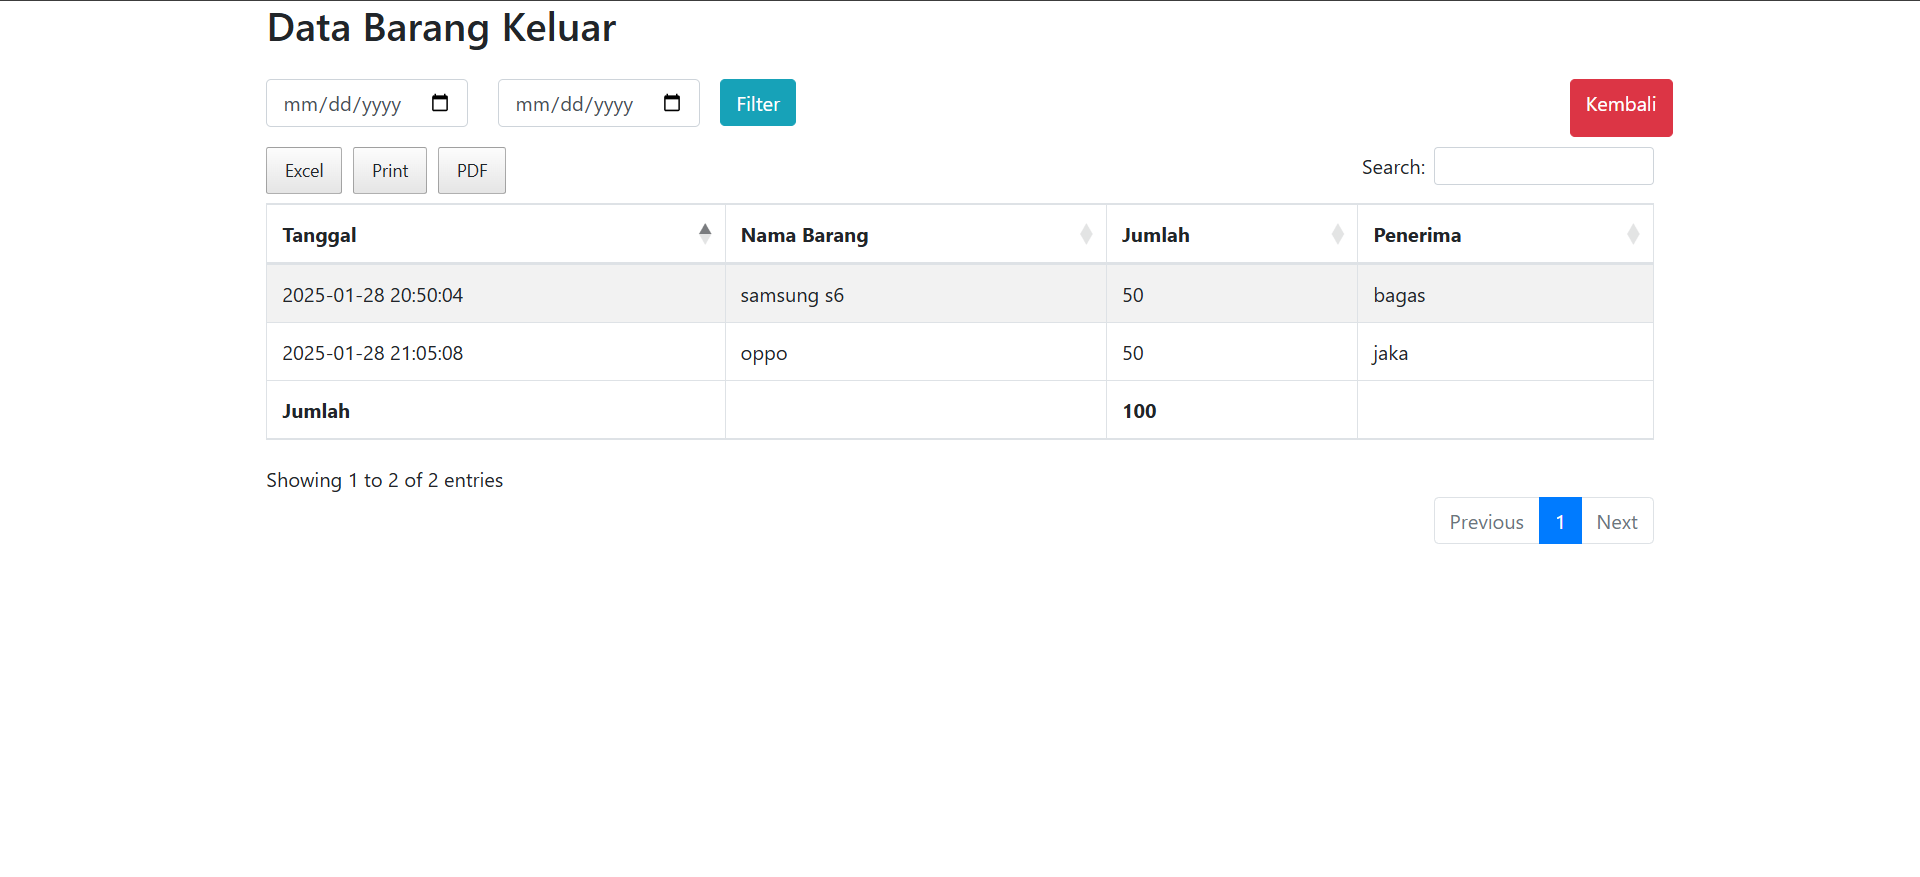 Data Barang Keluar
mm/dd/yyyy mm/dd/yyyy Filter Kembali
Excel Print PDF Search:
Tanggal Nama Barang Jumlah Penerima
2025-01-28 20:50:04 samsung s6 50 bagas
2025-01-28 21:05:08 oppo 50 jaka
Jumlah 100
Showing 1 to 2 of 2 entries
Previous 1 Next